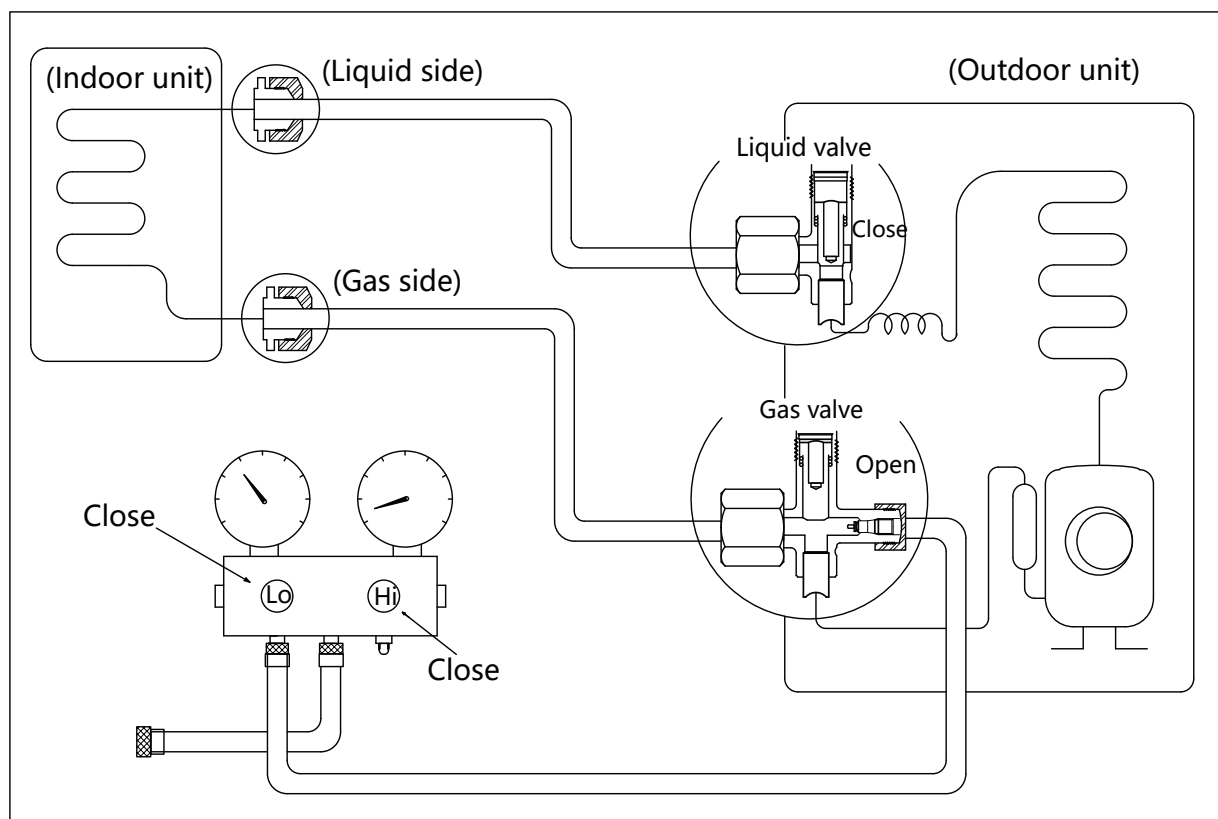 (Indoor unit)
(Liquid side)
(Outdoor unit)
Liquid valve
Close
(Gas side)
Gas valve
Open
Close
Lo
Hi
Close